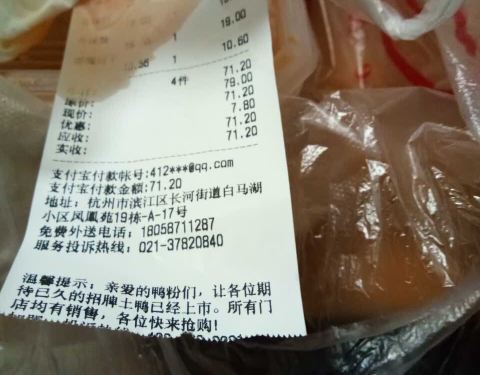 19.00
1
1 10.60
10.56
4件
71.20
原价: 79.00
现价: 71.20
优惠: 7.80
应收: 71.20
实收: 71.20
支付宝付款帐号:412***@qq.com
支付宝付款金额:71.20
地址: 杭州市滨江区长河街道白马湖
小区凤凰苑19栋-A-17号
免费外送电话: 18058711287
服务投诉热线: 021-37820840
温馨提示: 亲爱的鸭粉们, 让各位期
待已久的招牌土鸭已经上市。所有门
店均有销售, 各位快来抢购!